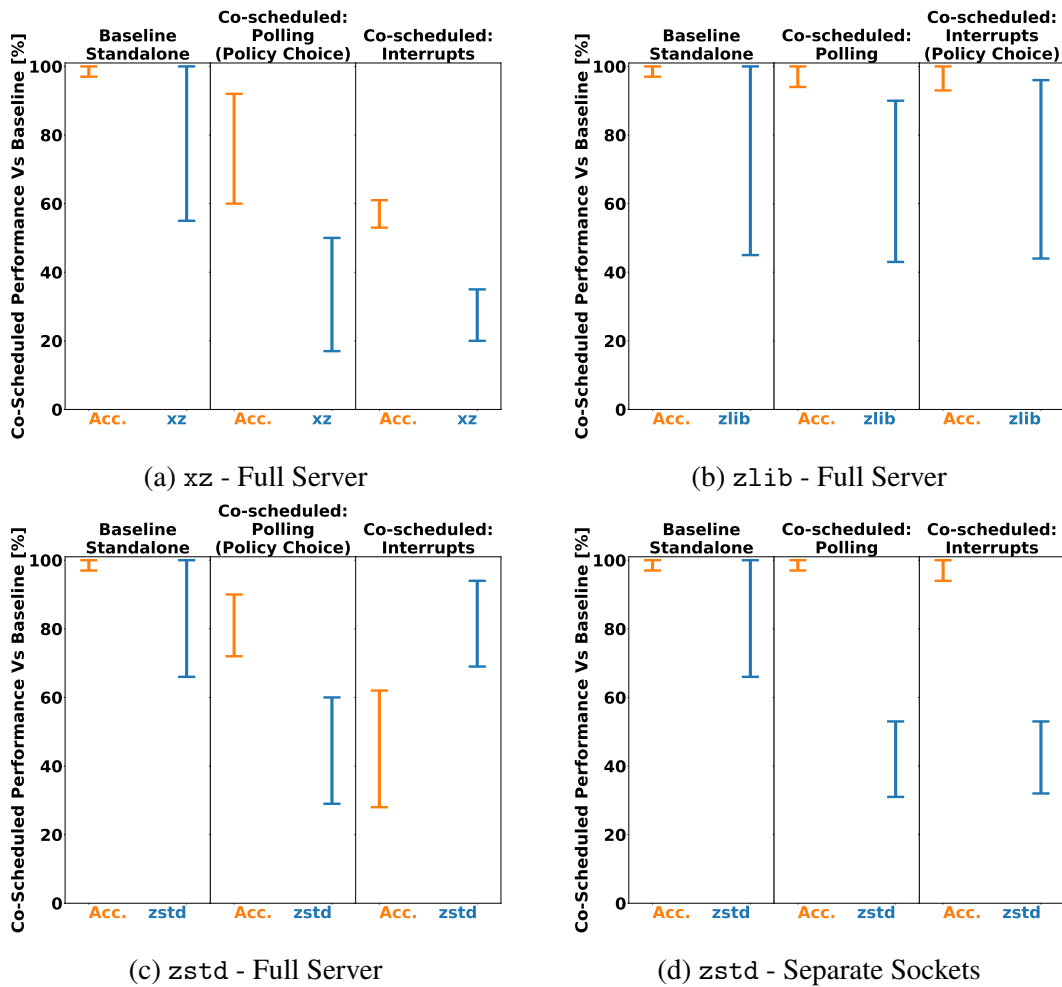 Co-Scheduled Performance Vs Baseline [%]
Baseline
Standalone
Co-scheduled:
Polling
(Policy Choice)
Co-scheduled:
Interrupts
100
80
60
40
20
0
Acc. xz Acc. xz Acc. xz
(a) xz - Full Server
Co-Scheduled Performance Vs Baseline [%]
Baseline
Standalone
Co-scheduled:
Polling
Co-scheduled:
Interrupts
(Policy Choice)
100
80
60
40
20
0
Acc. zlib Acc. zlib Acc. zlib
(b) zlib - Full Server
Co-Scheduled Performance Vs Baseline [%]
Baseline
Standalone
Co-scheduled:
Polling
(Policy Choice)
Co-scheduled:
Interrupts
100
80
60
40
20
0
Acc. zstd Acc. zstd Acc. zstd
(c) zstd - Full Server
Co-Scheduled Performance Vs Baseline [%]
Baseline
Standalone
Co-scheduled:
Polling
Co-scheduled:
Interrupts
100
80
60
40
20
0
Acc. zstd Acc. zstd Acc. zstd
(d) zstd - Separate Sockets